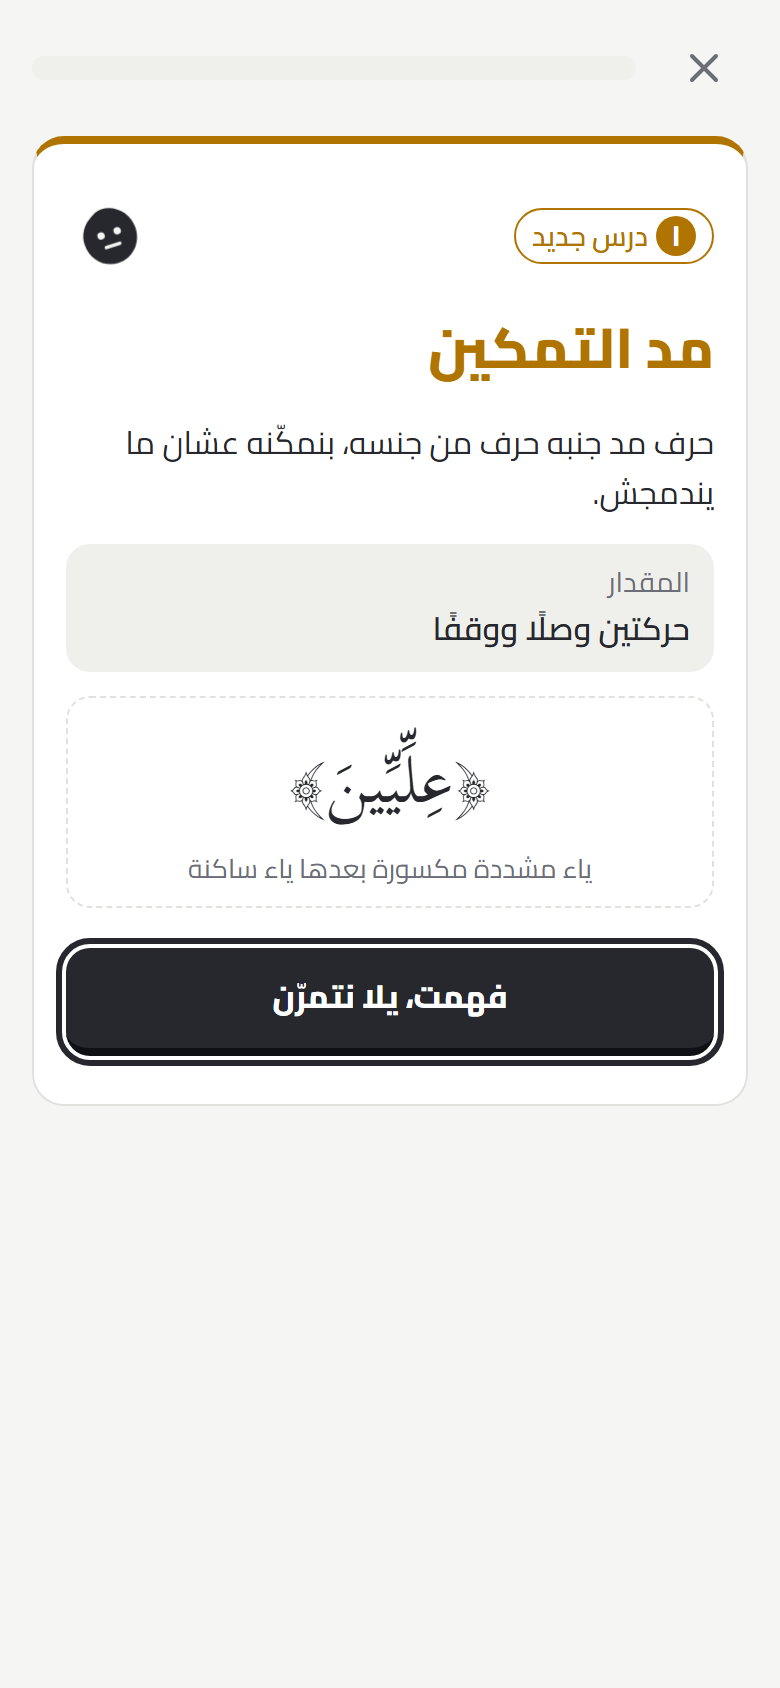 ا درس جديد
مد التمكين
حرف مد جنبه حرف من جنسه، بنمكّنه عشان ما
يندمجش.
المقدار
حركتين وصلًا ووقفًا
﴿عِلِّيِّينَ﴾
ياء مشددة مكسورة بعدها ياء ساكنة
فهمت، يلا نتمرّن